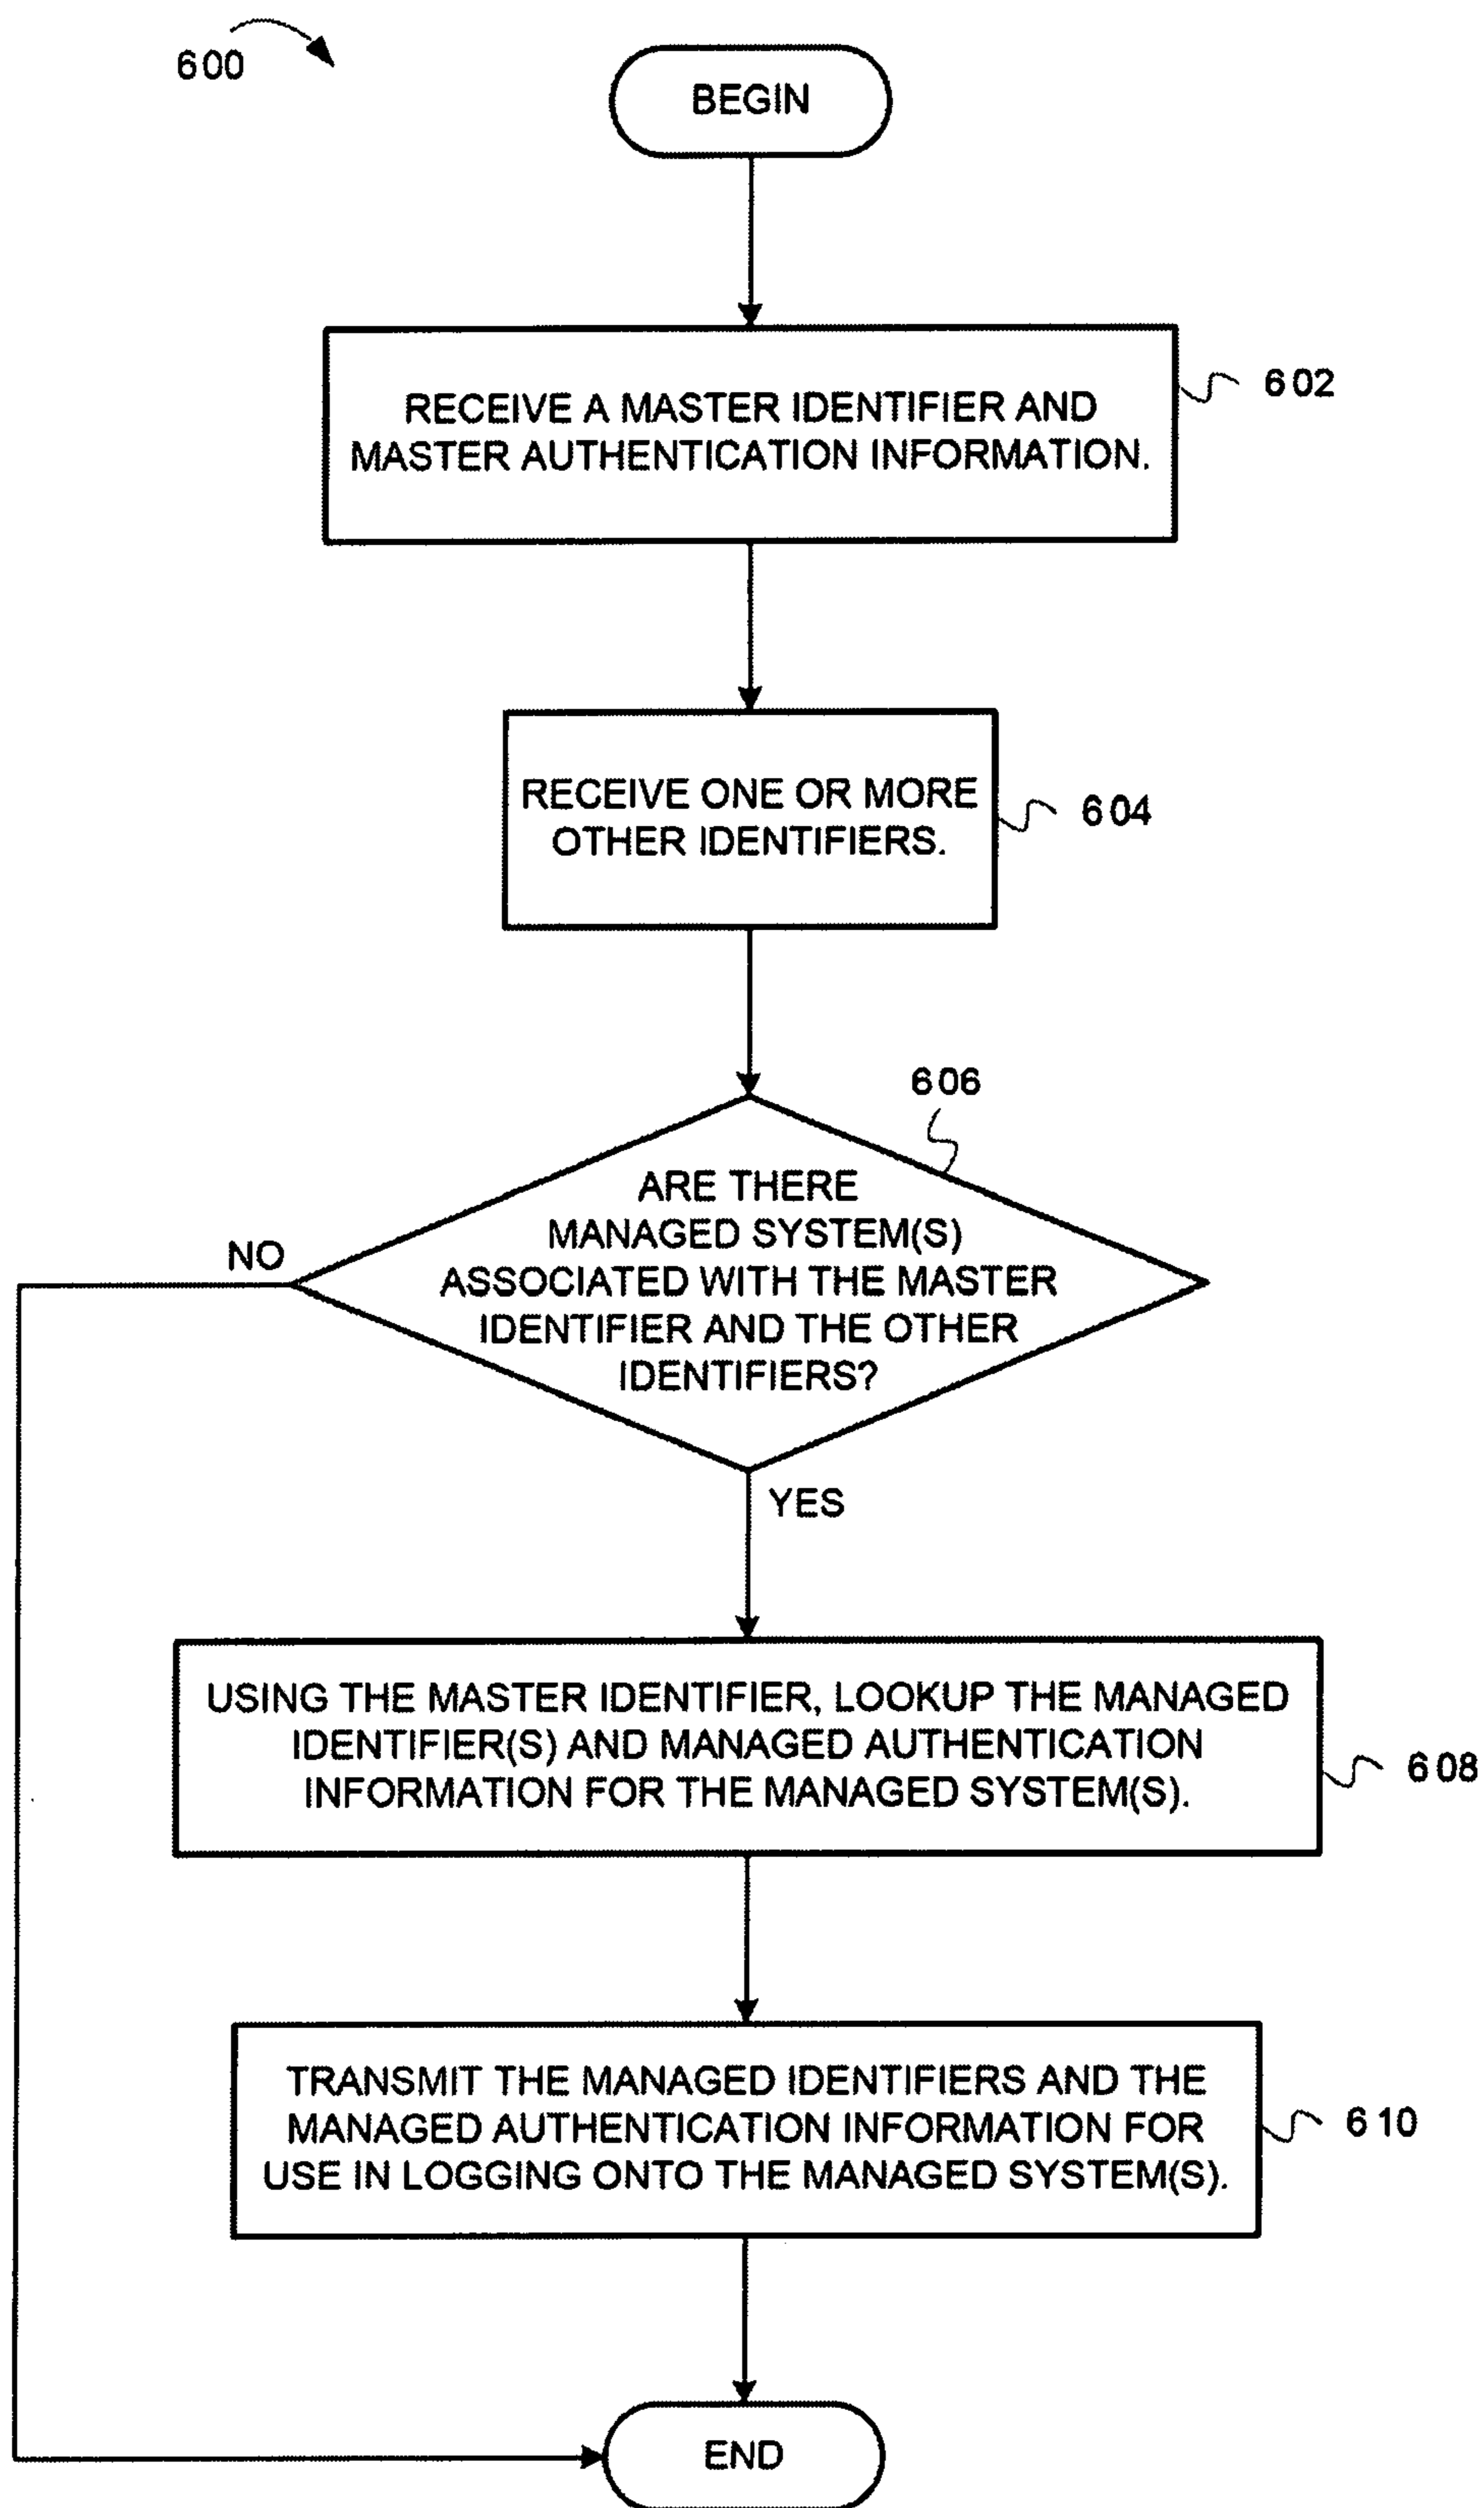 600
BEGIN
RECEIVE A MASTER IDENTIFIER AND
MASTER AUTHENTICATION INFORMATION.
602
RECEIVE ONE OR MORE
OTHER IDENTIFIERS.
604
606
ARE THERE
MANAGED SYSTEM(S)
ASSOCIATED WITH THE MASTER
IDENTIFIER AND THE OTHER
IDENTIFIERS?
NO
YES
USING THE MASTER IDENTIFIER, LOOKUP THE MANAGED
IDENTIFIER(S) AND MANAGED AUTHENTICATION
INFORMATION FOR THE MANAGED SYSTEM(S).
608
TRANSMIT THE MANAGED IDENTIFIERS AND THE
MANAGED AUTHENTICATION INFORMATION FOR
USE IN LOGGING ONTO THE MANAGED SYSTEM(S).
610
END